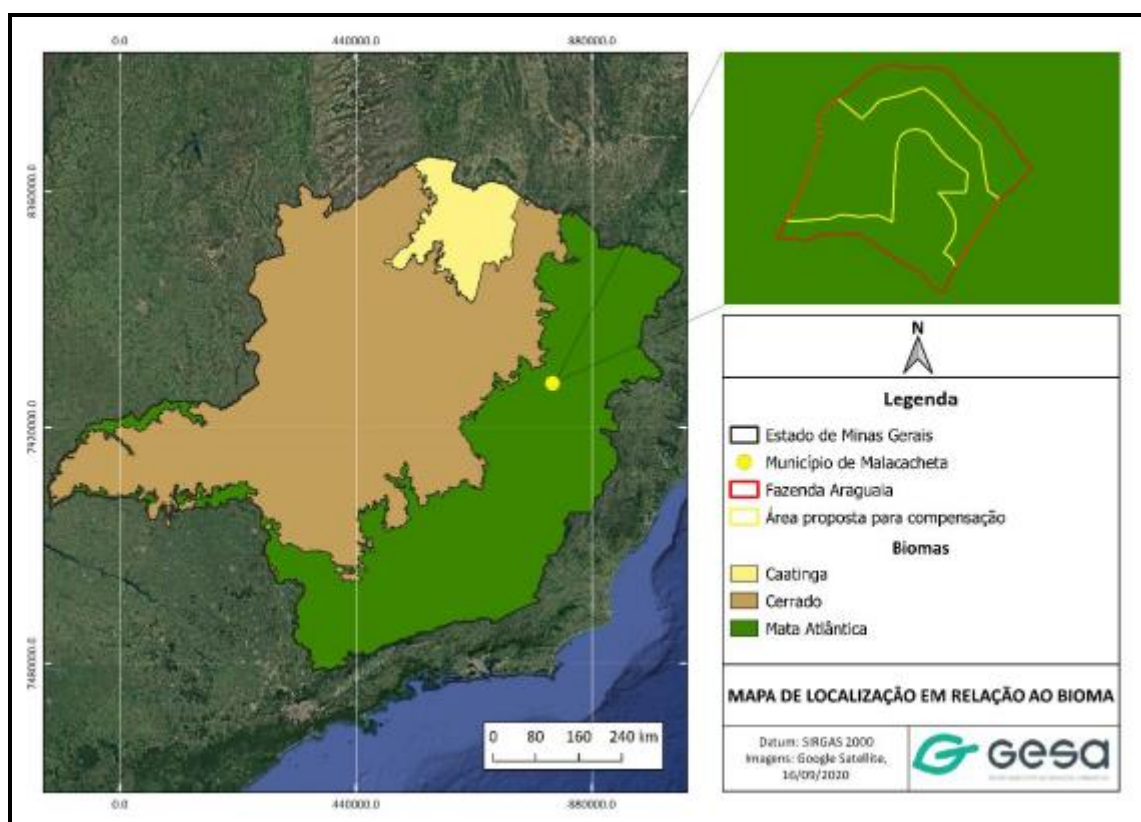 0.0 440000.0 880000.0
8360000.0
7920000.0
7480000.0
0.0 440000.0 880000.0
0 80 160 240 km
N
Legenda
Estado de Minas Gerais
Município de Malacacheta
Fazenda Araguaia
Área proposta para compensação
Biomas
Caatinga
Cerrado
Mata Atlântica
MAPA DE LOCALIZAÇÃO EM RELAÇÃO AO BIOMA
Datum: SIRGAS 2000
Imagens: Google Satellite,
16/09/2020
Gesa